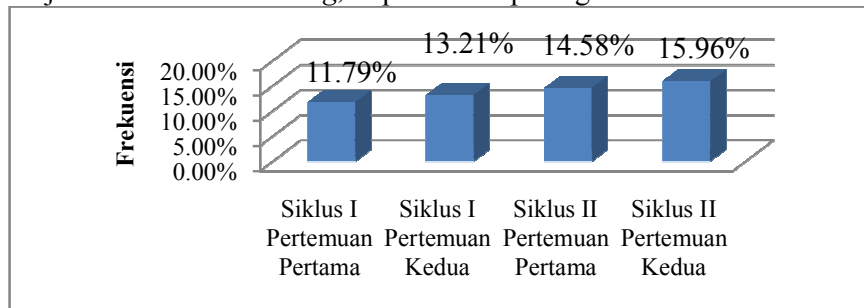 11.79%
13.21%
14.58%
15.96%
Frekuensi
20.00%
15.00%
10.00%
5.00%
0.00%
Siklus I
Pertemuan
Pertama
Siklus I
Pertemuan
Kedua
Siklus II
Pertemuan
Pertama
Siklus II
Pertemuan
Kedua